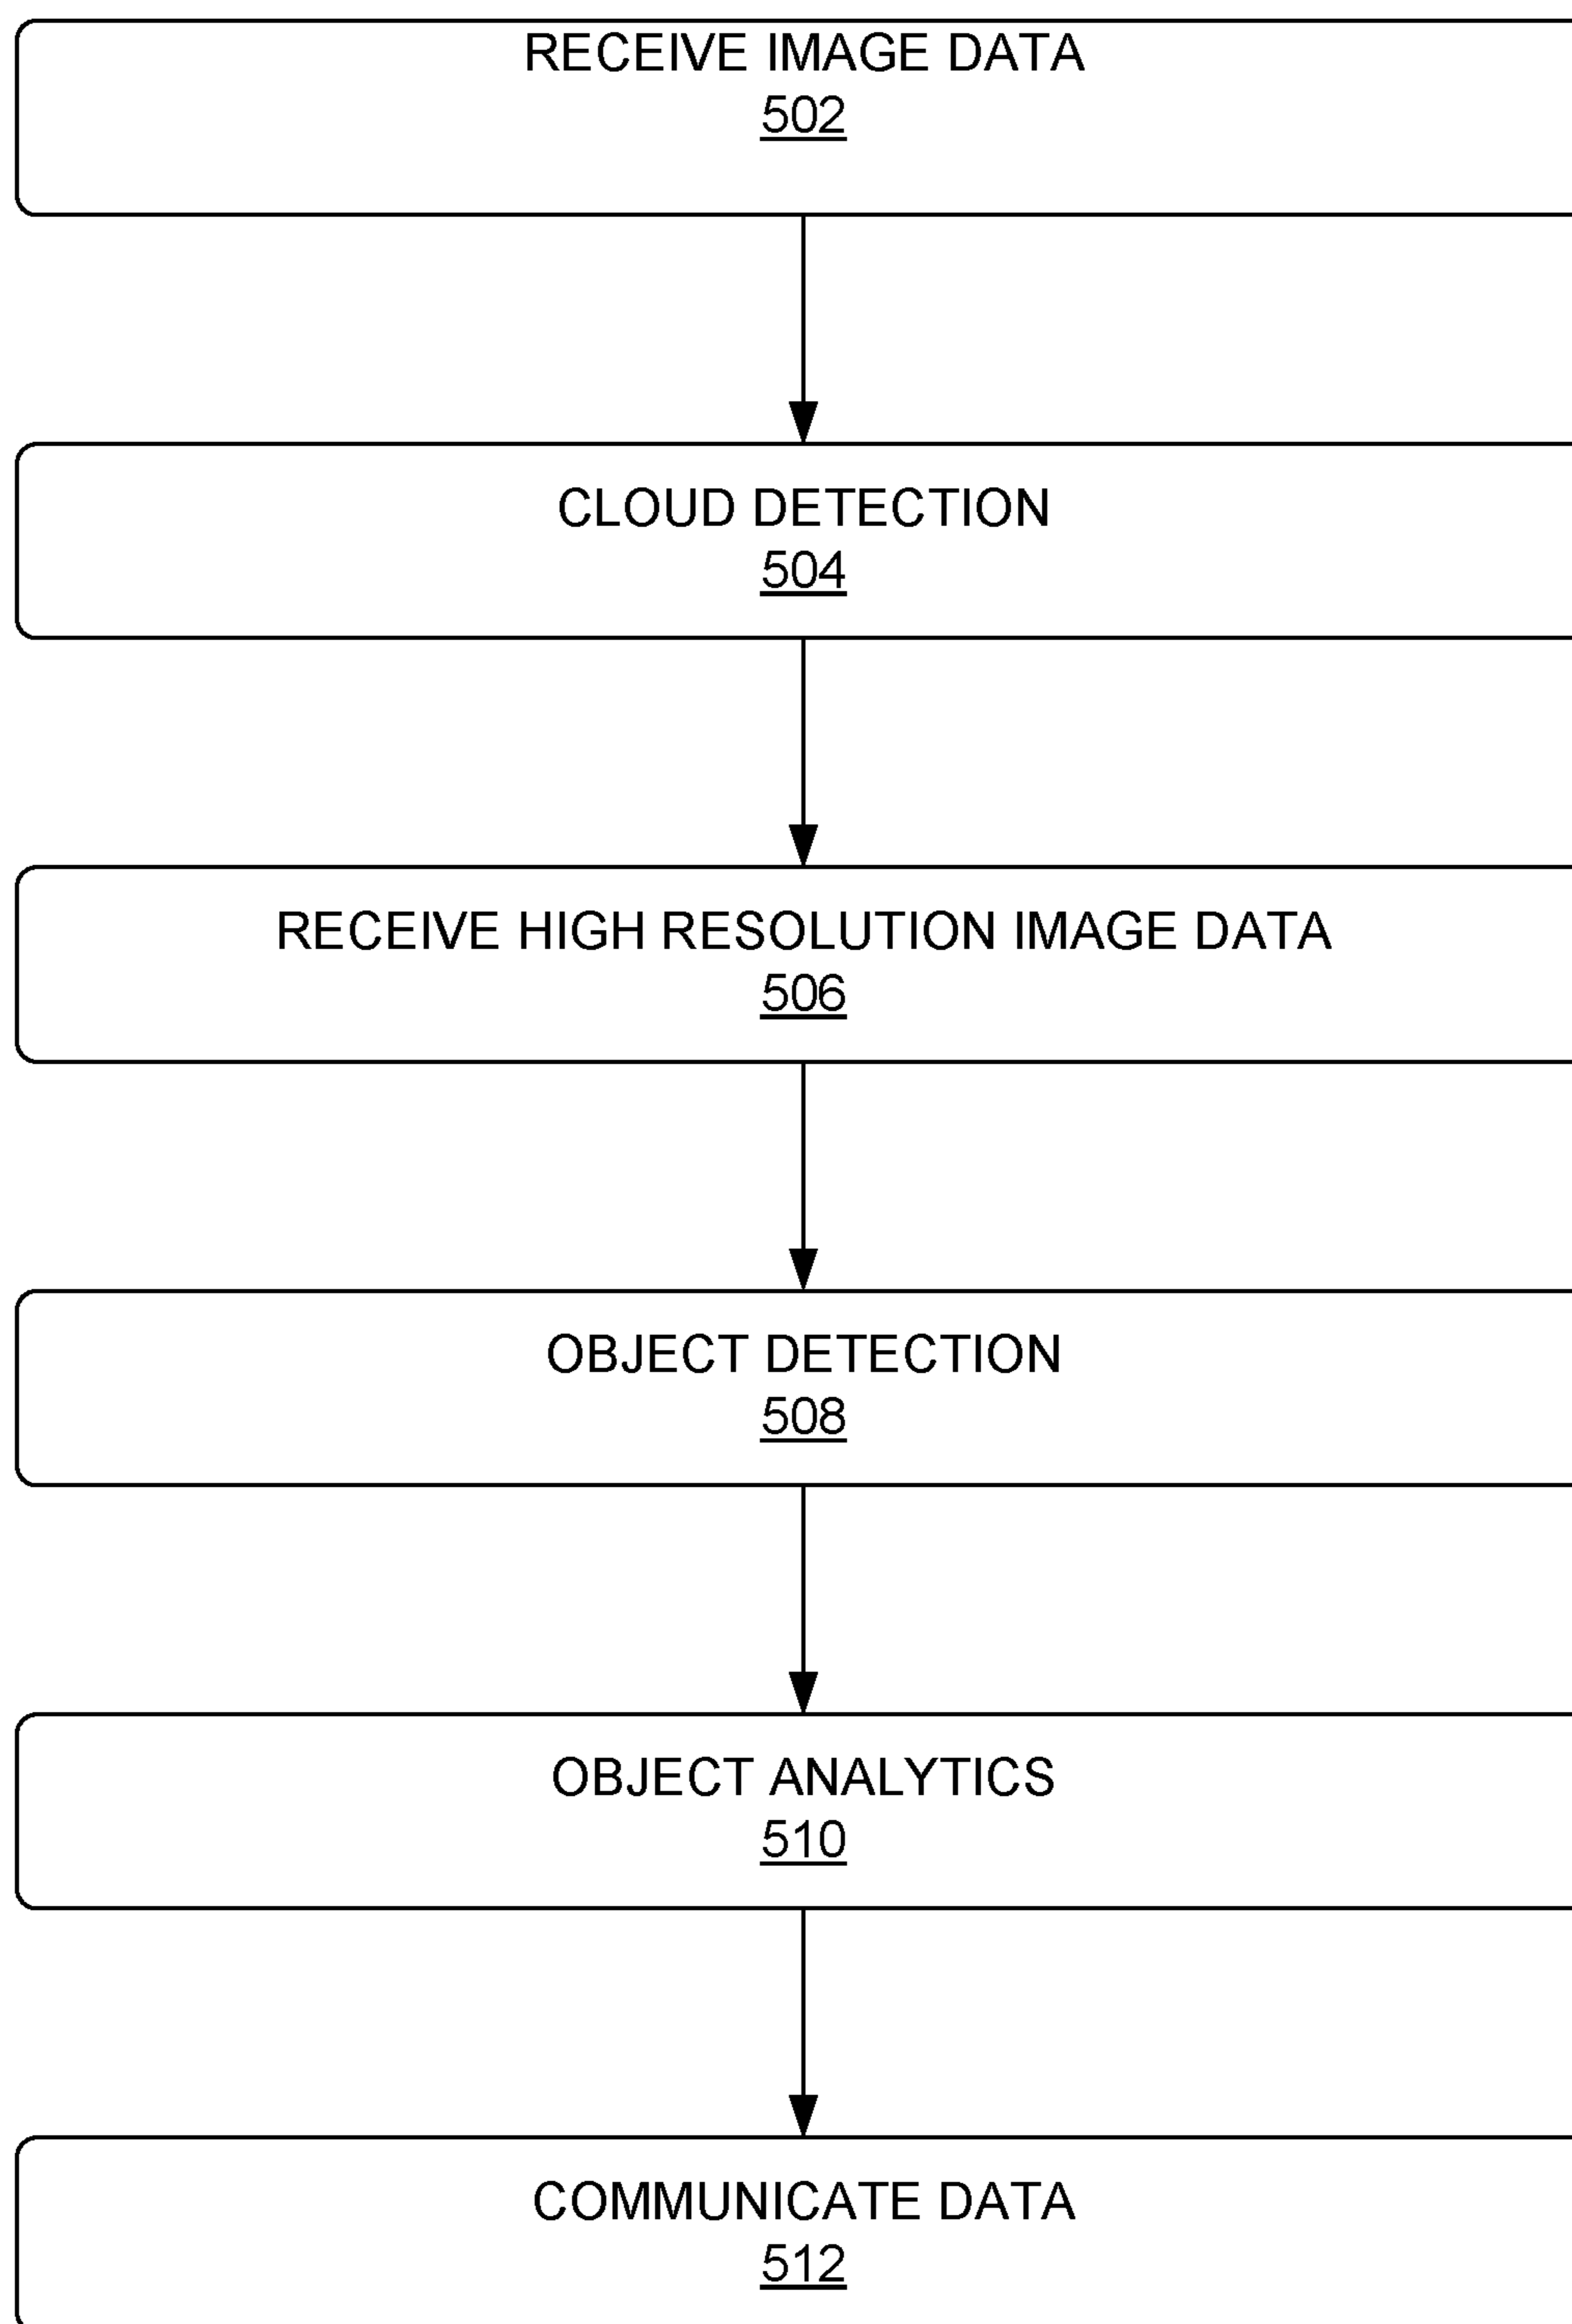 RECEIVE IMAGE DATA
502
CLOUD DETECTION
504
RECEIVE HIGH RESOLUTION IMAGE DATA
506
OBJECT DETECTION
508
OBJECT ANALYTICS
510
COMMUNICATE DATA
512